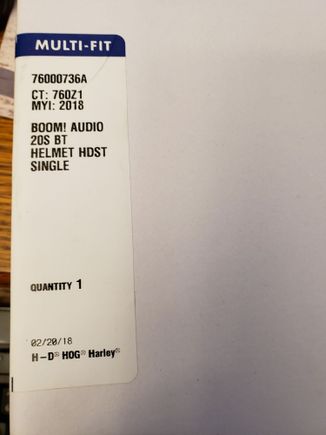 MULTI-FIT
76000736A
CT: 760Z1
MYI: 2018
BOOM! AUDIO
20S BT
HELMET HDST
SINGLE
QUANTITY 1
02/20/18
H-D® HOG® Harley®